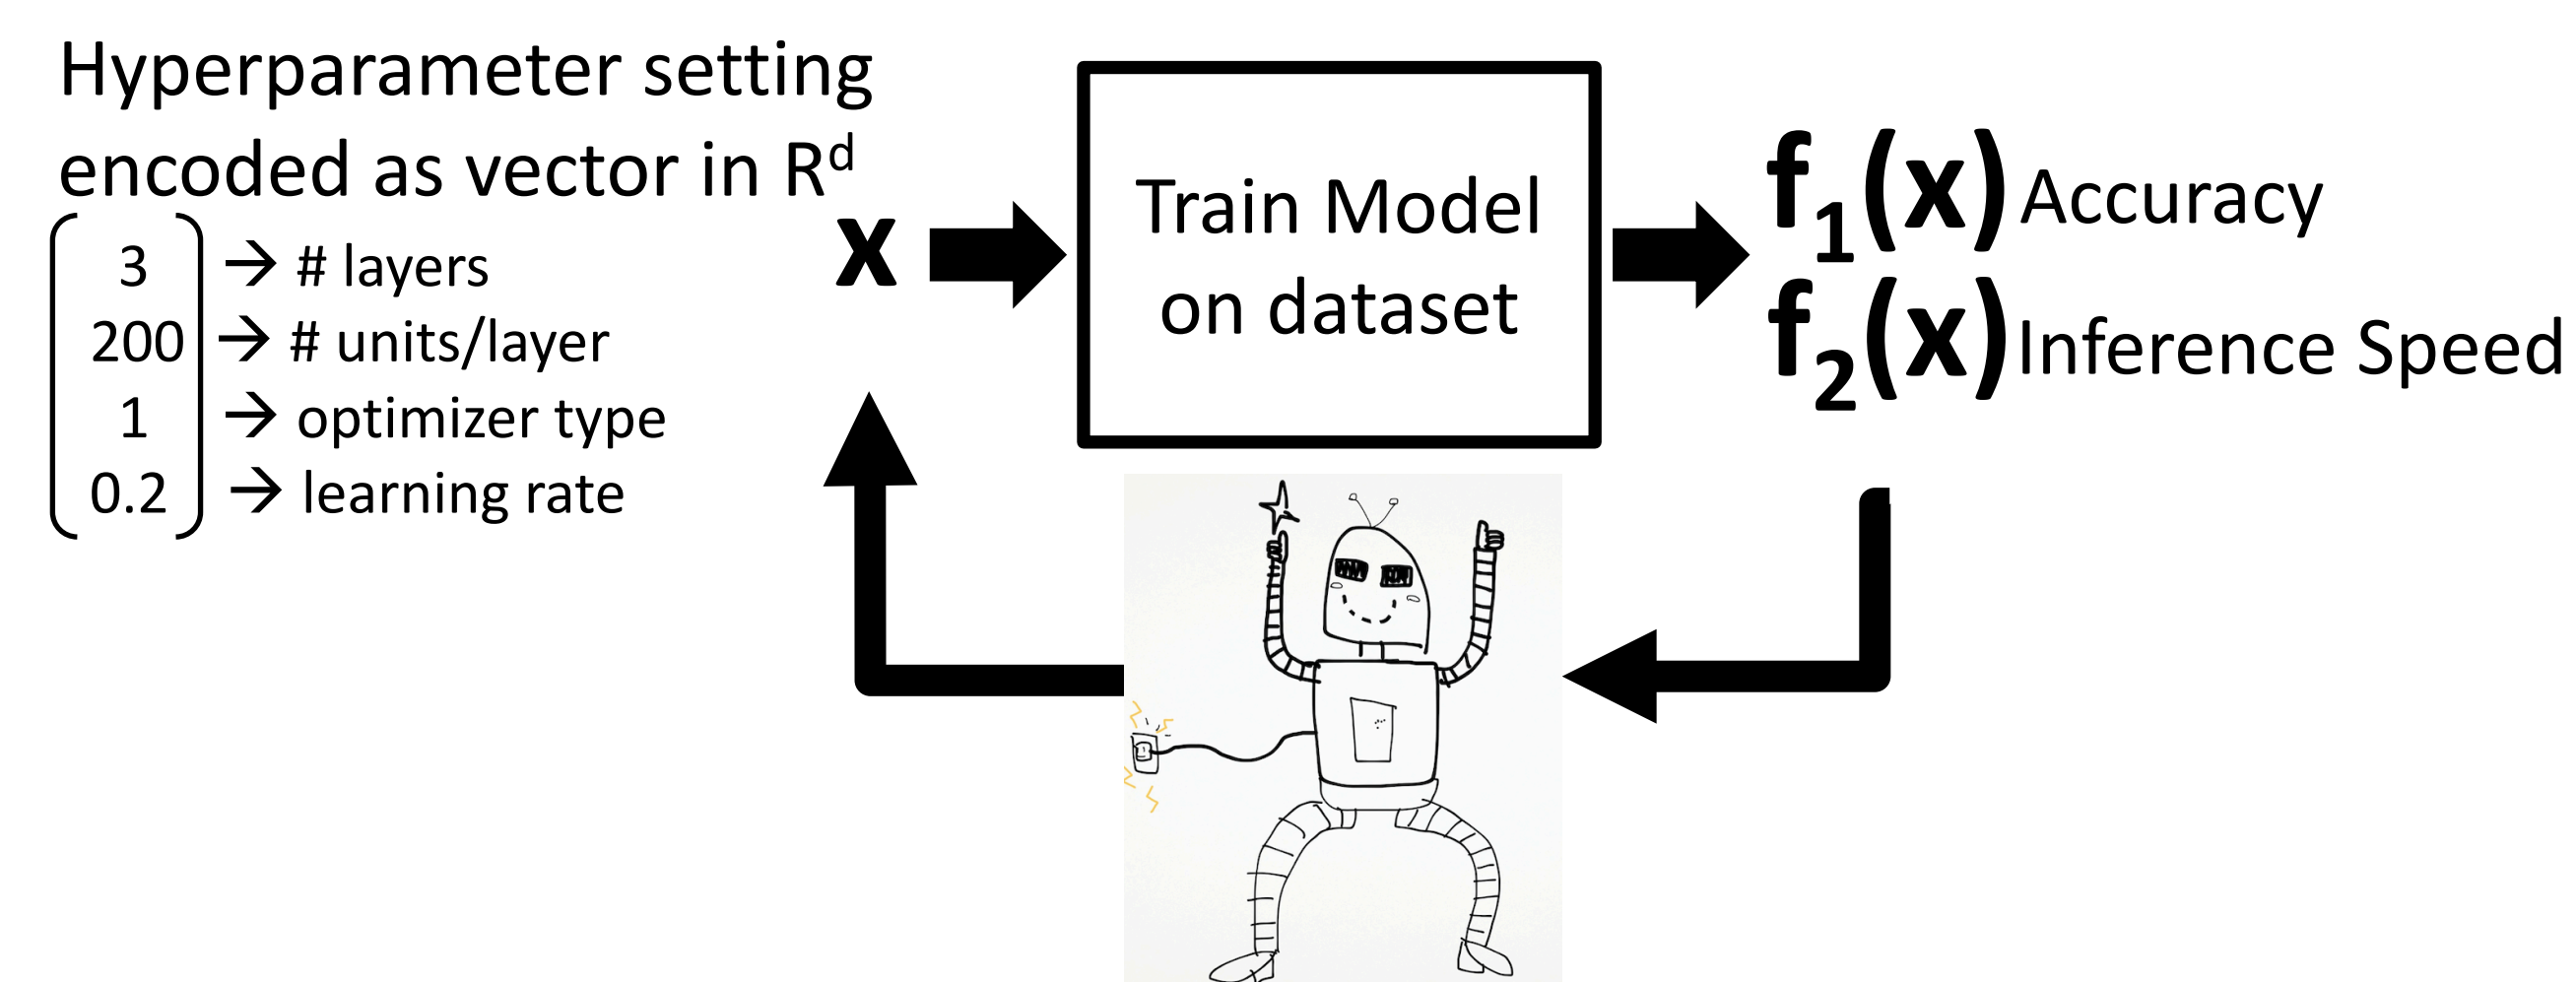 Hyperparameter setting
encoded as vector in Rᵈ
3 → # layers
200 → # units/layer
1 → optimizer type
0.2 → learning rate
x
Train Model
on dataset
f₁(x) Accuracy
f₂(x) Inference Speed